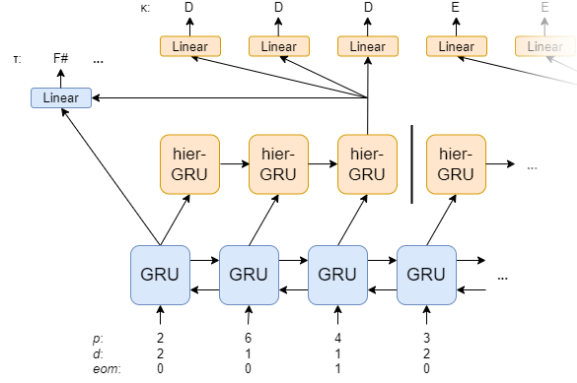 κ: D D D E E
Linear Linear Linear Linear Linear
τ: F# ...
Linear
hier-GRU hier-GRU hier-GRU hier-GRU ...
GRU GRU GRU GRU ...
p: 2 6 4 3
d: 2 1 1 2
eom: 0 0 1 0